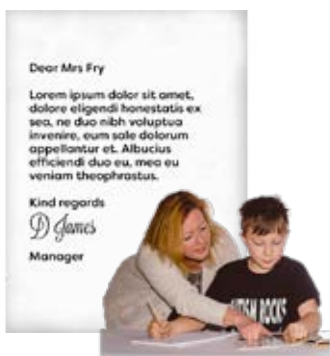 Dear Mrs Fry
Lorem ipsum dolor sit amet,
dolore eligendi honestatis ex
sea, ne duo nibh voluptua
invenire, eum sale dolorum
appellantur et. Albucius
efficiendi duo eu, mea eu
veniam theophrastus.
Kind regards
D James
Manager
ROCKS